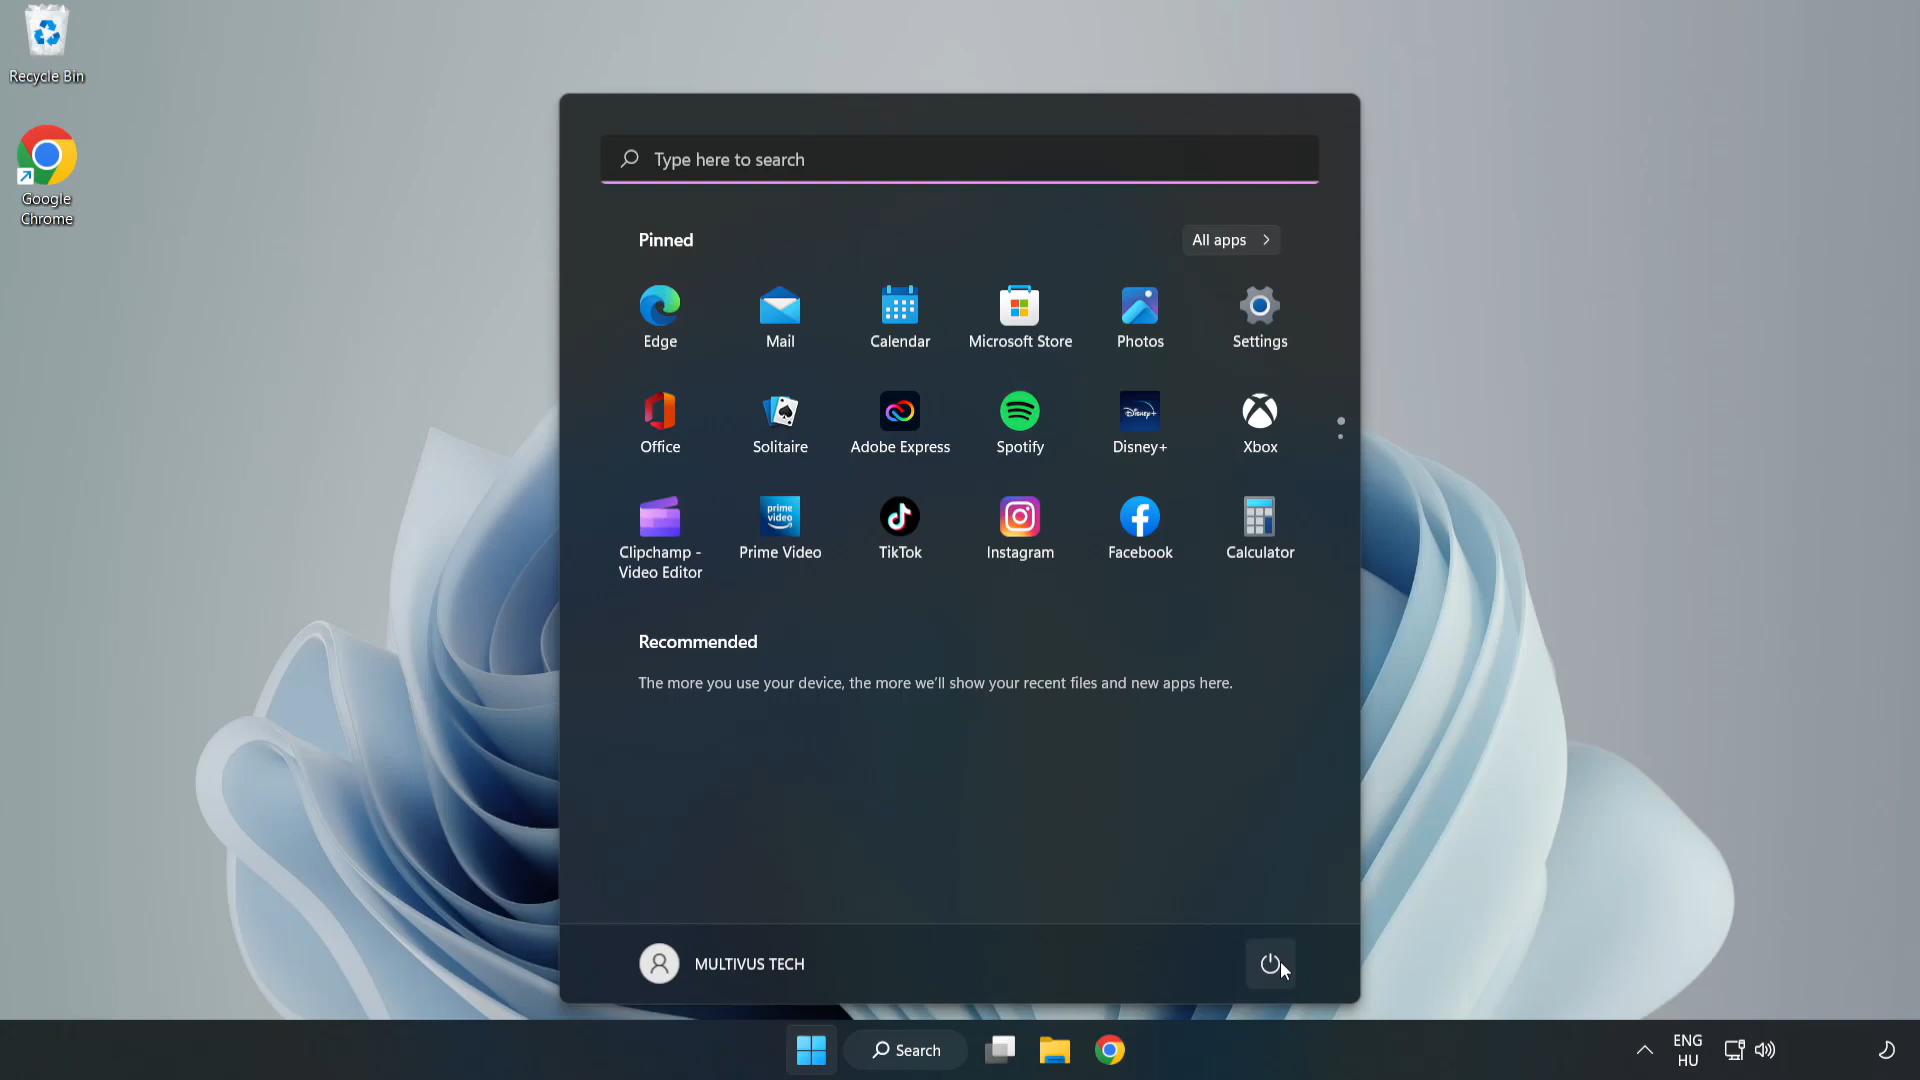 Recycle Bin
Google
Chrome
Type here to search
Pinned
All apps
Edge
Mail
Calendar
Microsoft Store
Photos
Settings
Office
Solitaire
Adobe Express
Spotify
Disney+
Disney+
Xbox
prime
video
Clipchamp -
Video Editor
Prime Video
TikTok
Instagram
Facebook
Calculator
Recommended
The more you use your device, the more we'll show your recent files and new apps here.
MULTIVUS TECH
Search
ENG
HU